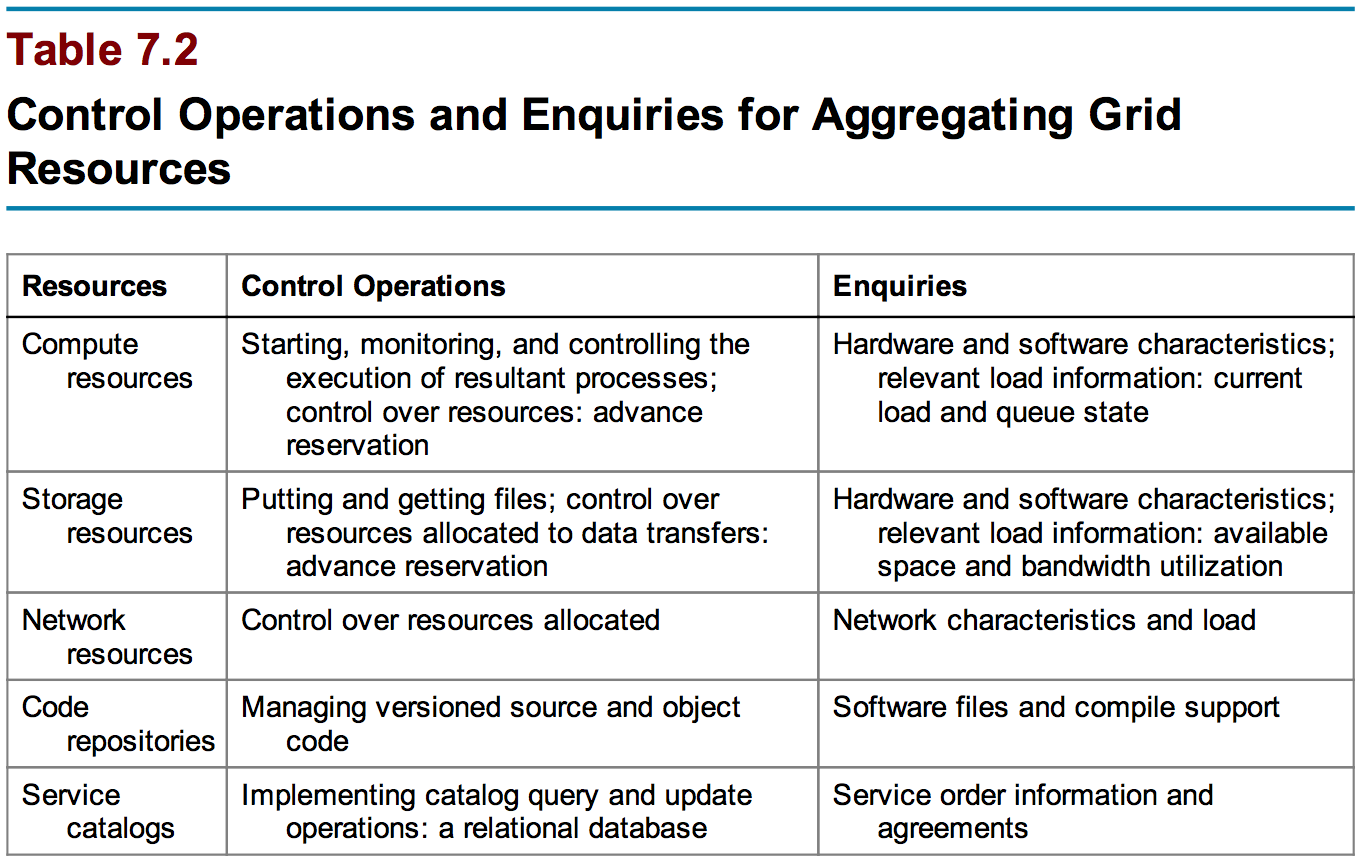 Table 7.2
Control Operations and Enquiries for Aggregating Grid
Resources
Resources
Control Operations
Enquiries
Compute
resources
Starting, monitoring, and controlling the
execution of resultant processes;
control over resources: advance
reservation
Hardware and software characteristics;
relevant load information: current
load and queue state
Storage
resources
Putting and getting files; control over
resources allocated to data transfers:
advance reservation
Hardware and software characteristics;
relevant load information: available
space and bandwidth utilization
Network
resources
Control over resources allocated
Network characteristics and load
Code
repositories
Managing versioned source and object
code
Software files and compile support
Service
catalogs
Implementing catalog query and update
operations: a relational database
Service order information and
agreements